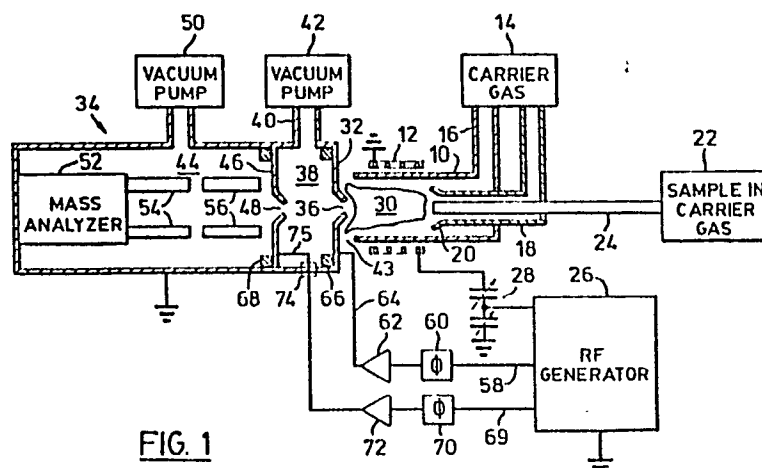 50
42
14
VACUUM
PUMP
VACUUM
PUMP
CARRIER
GAS
34
40
32
12
16
10
22
52
44
46
38
SAMPLE IN
CARRIER
GAS
MASS
ANALYZER
48
36
30
54
56
75
24
20
18
43
68
74
66
28
26
64
62
60
RF
GENERATOR
Φ
58
Φ
72
70
69
FIG. 1